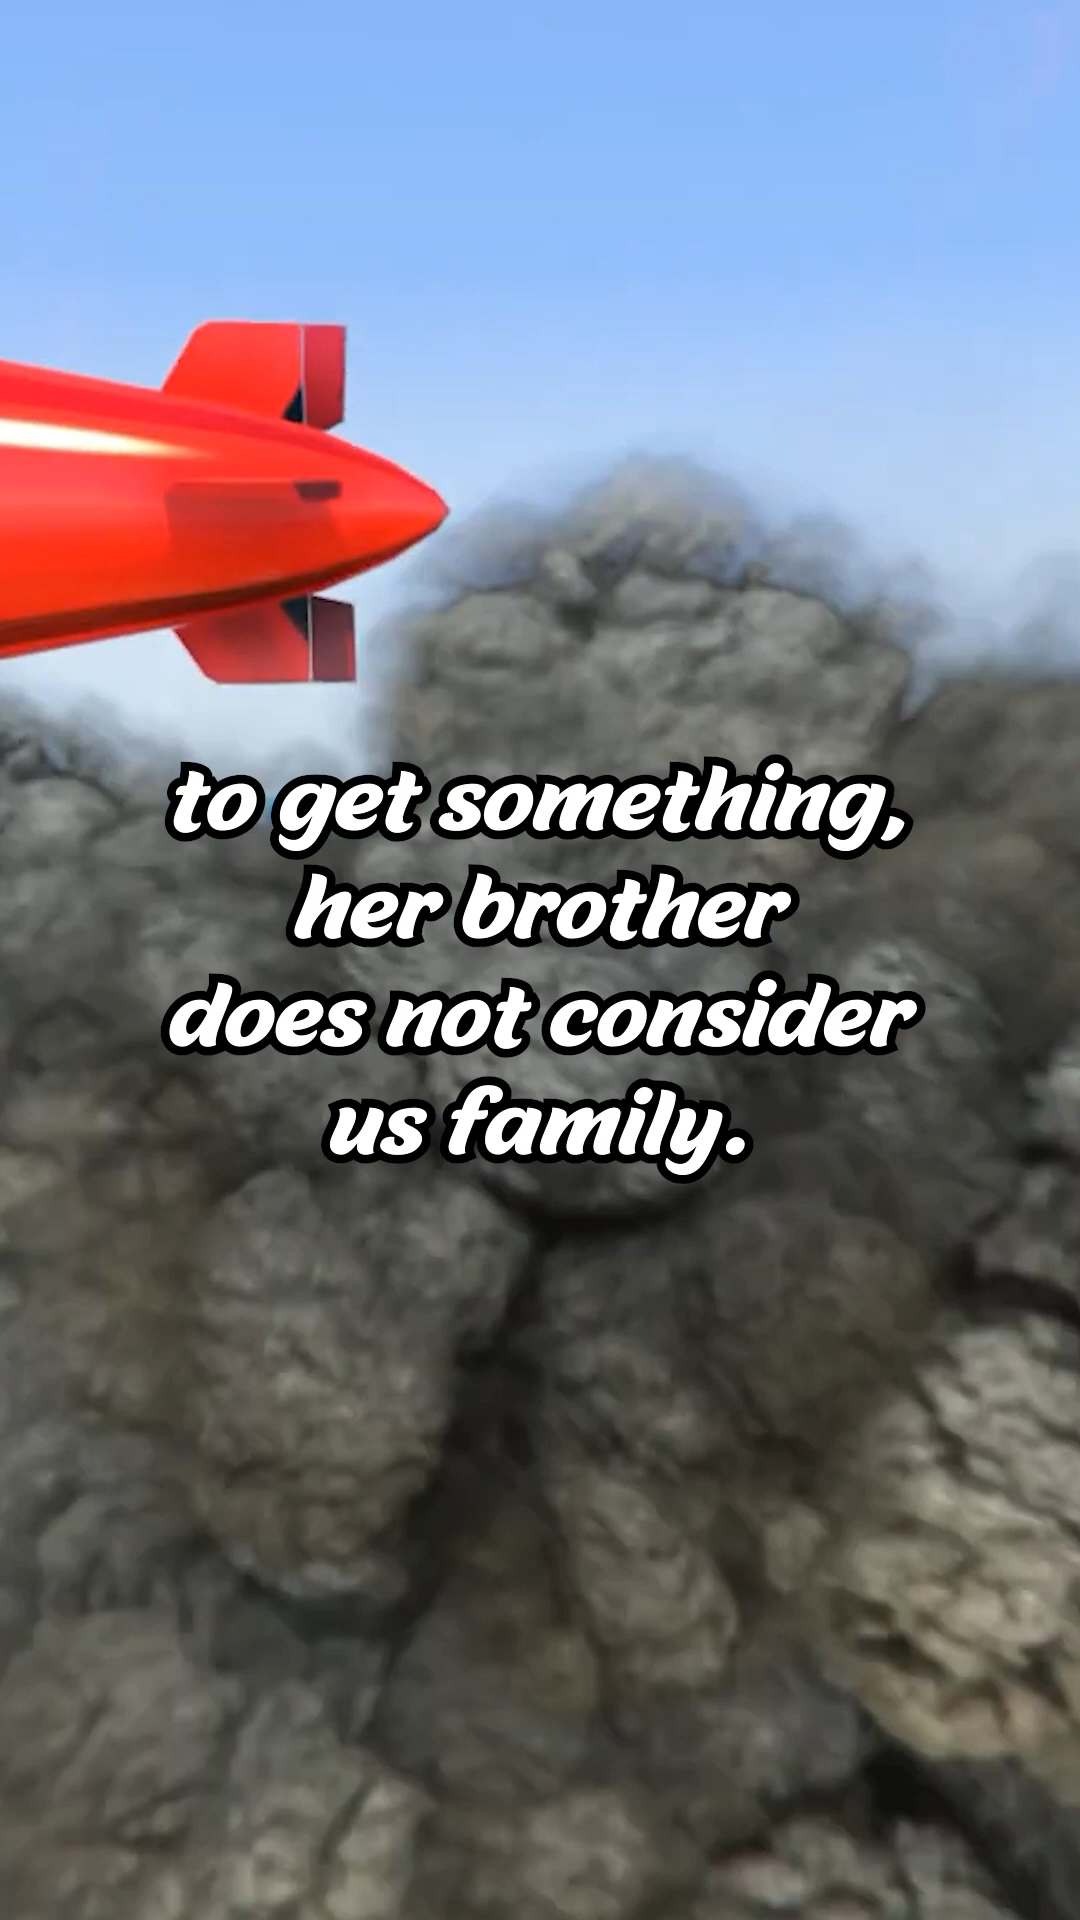 to get something,
her brother
does not consider
us family.